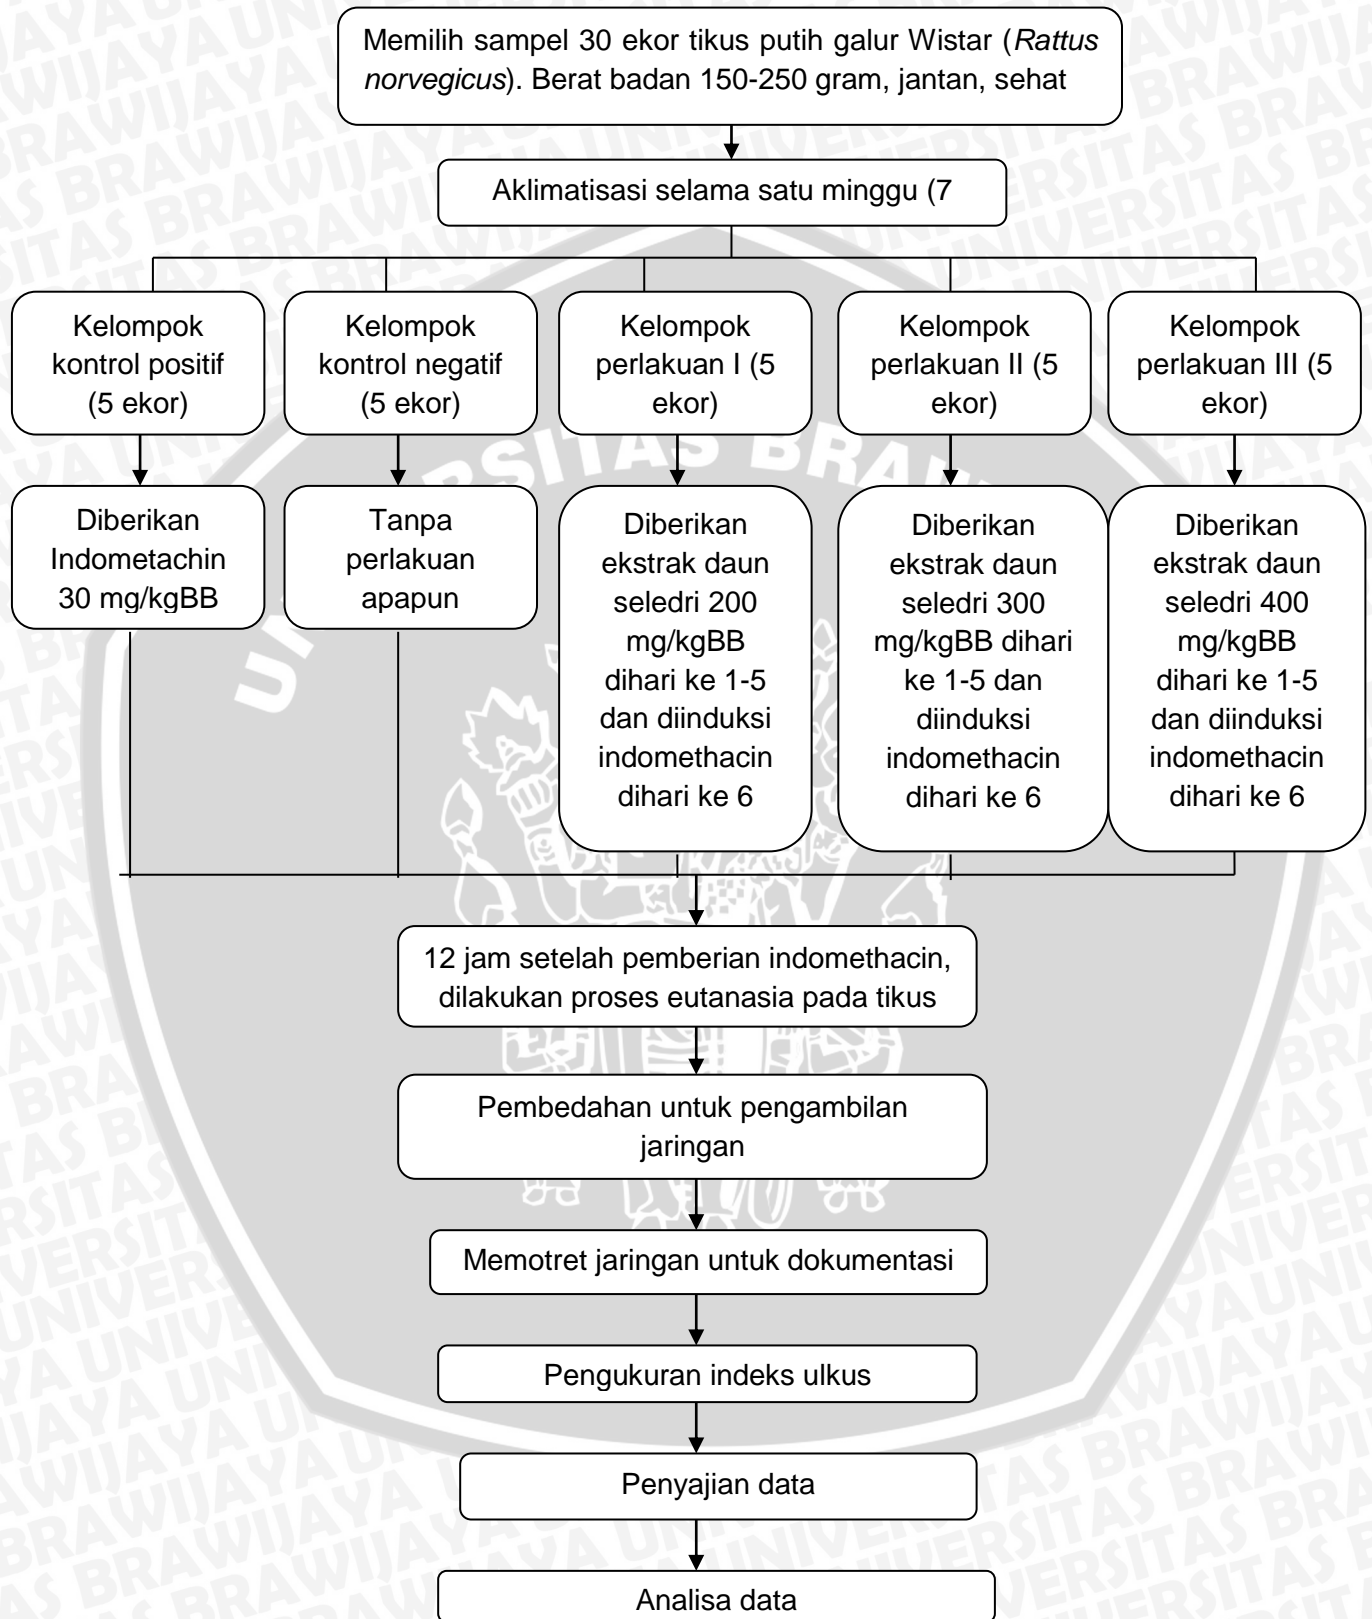 Memilih sampel 30 ekor tikus putih galur Wistar (Rattus
norvegicus). Berat badan 150-250 gram, jantan, sehat
Aklimatisasi selama satu minggu (7
Kelompok
kontrol positif
(5 ekor)
Kelompok
kontrol negatif
(5 ekor)
Kelompok
perlakuan I (5
ekor)
Kelompok
perlakuan II (5
ekor)
Kelompok
perlakuan III (5
ekor)
Diberikan
Indometachin
30 mg/kgBB
Tanpa
perlakuan
apapun
Diberikan
ekstrak daun
seledri 200
mg/kgBB
dihari ke 1-5
dan diinduksi
indomethacin
dihari ke 6
Diberikan
ekstrak daun
seledri 300
mg/kgBB dihari
ke 1-5 dan
diinduksi
indomethacin
dihari ke 6
Diberikan
ekstrak daun
seledri 400
mg/kgBB
dihari ke 1-5
dan diinduksi
indomethacin
dihari ke 6
12 jam setelah pemberian indomethacin,
dilakukan proses eutanasia pada tikus
Pembedahan untuk pengambilan
jaringan
Memotret jaringan untuk dokumentasi
Pengukuran indeks ulkus
Penyajian data
Analisa data